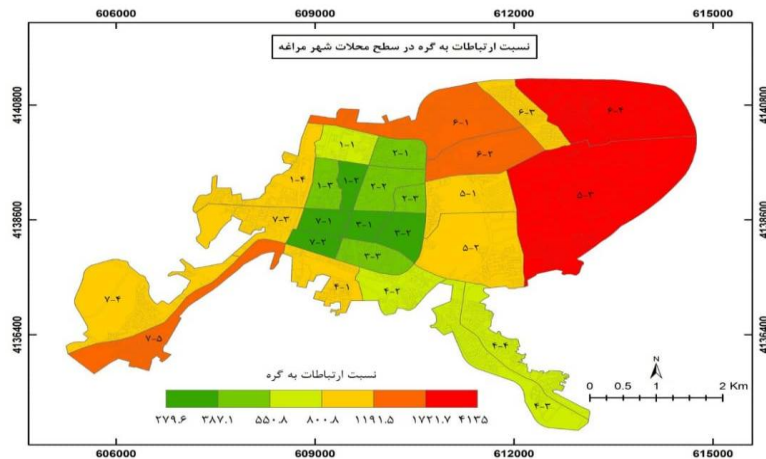 606000 609000 612000 615000
نسبت ارتباطات به گره در سطح محلات شهر مراغه
4140800 4140800
۶-۱ ۶-۳ ۶-۴
۱-۱ ۲-۱ ۶-۲
۱-۴ ۱-۳ ۱-۲ ۲-۲ ۲-۳ ۵-۱ ۵-۳
4138600 4138600
۷-۳ ۷-۱ ۳-۱ ۳-۲
۷-۲ ۳-۳ ۵-۲
۷-۴ ۴-۱ ۴-۲
4136400 4136400
۷-۵ ۴-۴
N
نسبت ارتباطات به گره
0 0.5 1 2 Km
۴-۳
۲۷۹.۶ ۳۸۷.۱ ۵۵۰.۸ ۸۰۰.۸ ۱۱۹۱.۵ ۱۷۲۱.۷ ۴۱۳۵
606000 609000 612000 615000